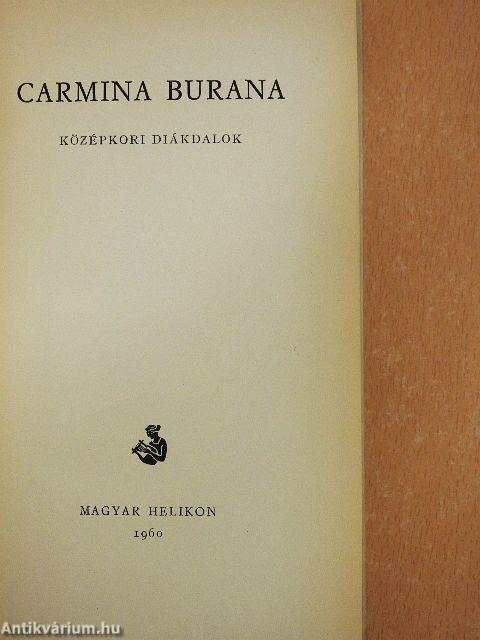 CARMINA BURANA
KÖZÉPKORI DIÁKDALOK
MAGYAR HELIKON
1960
Antikvárium.hu